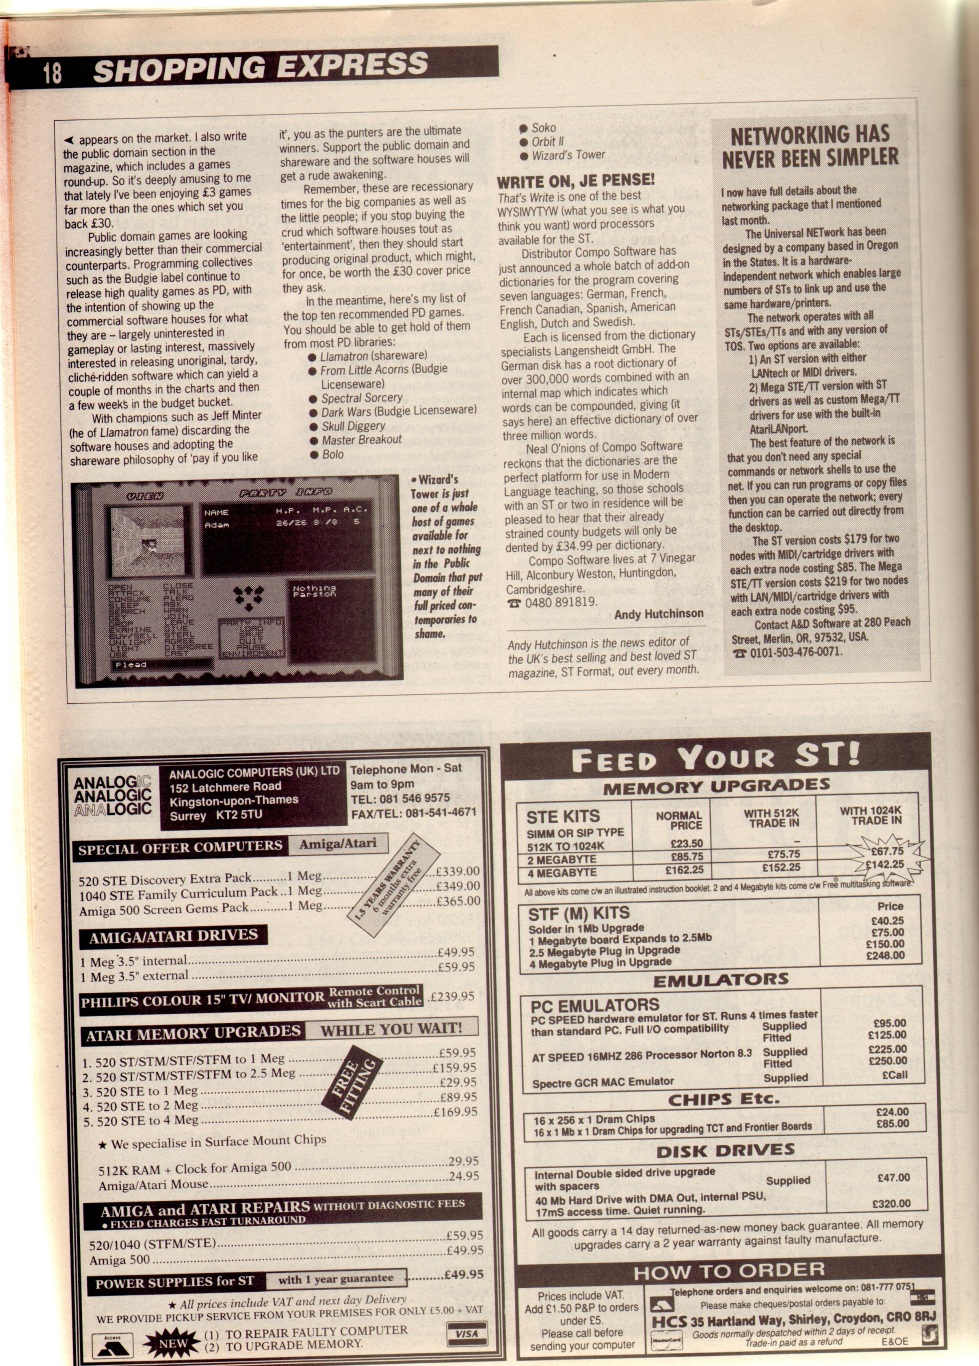 18 SHOPPING EXPRESS
appears on the market. I also write
the public domain section in the
magazine, which includes a games
round-up. So it's deeply amusing to me
that lately I've been enjoying £3 games
far more than the ones which set you
back £30.
Public domain games are looking
increasingly better than their commercial
counterparts. Programming collectives
such as the Budgie label continue to
release high quality games as PD, with
the intention of showing up the
commercial software houses for what
they are – largely uninterested in
gameplay or lasting interest, massively
interested in releasing unoriginal, tardy,
cliché-ridden software which can yield a
couple of months in the charts and then
a few weeks in the budget bucket.
With champions such as Jeff Minter
(he of Llamatron fame) discarding the
software houses and adopting the
shareware philosophy of 'pay if you like
it', you as the punters are the ultimate
winners. Support the public domain and
shareware and the software houses will
get a rude awakening.
Remember, these are recessionary
times for the big companies as well as
the little people; if you stop buying the
crud which software houses tout as
'entertainment', then they should start
producing original product, which might,
for once, be worth the £30 cover price
they ask.
In the meantime, here's my list of
the top ten recommended PD games.
You should be able to get hold of them
from most PD libraries:
● Llamatron (shareware)
● From Little Acorns (Budgie
Licenseware)
● Spectral Sorcery
● Dark Wars (Budgie Licenseware)
● Skull Diggery
● Master Breakout
● Bolo
● Soko
● Orbit II
● Wizard's Tower
VIEW PARTY INFO
NAME H.P. M.P. A.C.
Adam 26/26 8/8 5
OPEN CLOSE
ATTACK TALK
CONSUME PLEAD
SLEEP ASK
SEARCH WARN
GET JOIN
DROP LEAVE
EXAMINE GIVE
BUY/SELL STEAL
UNLIGHT AGREE
LIGHT DISAGREE
USE CAST
PARTY INFO
LOAD
SAVE
QUIT
PAUSE
ENVIROMENT
Nothing
Parston
Plead
• Wizard's
Tower is just
one of a whole
host of games
available for
next to nothing
in the Public
Domain that put
many of their
full priced con-
temporaries to
shame.
WRITE ON, JE PENSE!
That's Write is one of the best
WYSIWYTYW (what you see is what you
think you want) word processors
available for the ST.
Distributor Compo Software has
just announced a whole batch of add-on
dictionaries for the program covering
seven languages: German, French,
French Canadian, Spanish, American
English, Dutch and Swedish.
Each is licensed from the dictionary
specialists Langensheidt GmbH. The
German disk has a root dictionary of
over 300,000 words combined with an
internal map which indicates which
words can be compounded, giving (it
says here) an effective dictionary of over
three million words.
Neal O'nions of Compo Software
reckons that the dictionaries are the
perfect platform for use in Modern
Language teaching, so those schools
with an ST or two in residence will be
pleased to hear that their already
strained county budgets will only be
dented by £34.99 per dictionary.
Compo Software lives at 7 Vinegar
Hill, Alconbury Weston, Huntingdon,
Cambridgeshire.
☎ 0480 891819.
Andy Hutchinson
Andy Hutchinson is the news editor of
the UK's best selling and best loved ST
magazine, ST Format, out every month.
NETWORKING HAS
NEVER BEEN SIMPLER
I now have full details about the
networking package that I mentioned
last month.
The Universal NETwork has been
designed by a company based in Oregon
in the States. It is a hardware-
independent network which enables large
numbers of STs to link up and use the
same hardware/printers.
The network operates with all
STs/STEs/TTs and with any version of
TOS. Two options are available:
1) An ST version with either
LANtech or MIDI drivers.
2) Mega STE/TT version with ST
drivers as well as custom Mega/TT
drivers for use with the built-in
AtariLANport.
The best feature of the network is
that you don't need any special
commands or network shells to use the
net. If you can run programs or copy files
then you can operate the network; every
function can be carried out directly from
the desktop.
The ST version costs $179 for two
nodes with MIDI/cartridge drivers with
each extra node costing $85. The Mega
STE/TT version costs $219 for two nodes
with LAN/MIDI/cartridge drivers with
each extra node costing $95.
Contact A&D Software at 280 Peach
Street, Merlin, OR, 97532, USA.
☎ 0101-503-476-0071.
ANALOGIC
ANALOGIC
ANALOGIC
ANALOGIC COMPUTERS (UK) LTD
152 Latchmere Road
Kingston-upon-Thames
Surrey KT2 5TU
Telephone Mon - Sat
9am to 9pm
TEL: 081 546 9575
FAX/TEL: 081-541-4671
SPECIAL OFFER COMPUTERS Amiga/Atari
520 STE Discovery Extra Pack..........1 Meg..........£339.00
1040 STE Family Curriculum Pack..1 Meg..........£349.00
Amiga 500 Screen Gems Pack..........1 Meg..........£365.00
1.5 YEARS WARRANTY
6 months extra
warranty free
AMIGA/ATARI DRIVES
1 Meg 3.5" internal..........£49.95
1 Meg 3.5" external..........£59.95
PHILIPS COLOUR 15" TV/ MONITOR Remote Control
with Scart Cable .£239.95
ATARI MEMORY UPGRADES WHILE YOU WAIT!
1. 520 ST/STM/STF/STFM to 1 Meg..........£59.95
2. 520 ST/STM/STF/STFM to 2.5 Meg..........£159.95
3. 520 STE to 1 Meg..........£29.95
4. 520 STE to 2 Meg..........£89.95
5. 520 STE to 4 Meg..........£169.95
FREE
FITTING
★ We specialise in Surface Mount Chips
512K RAM + Clock for Amiga 500..........29.95
Amiga/Atari Mouse..........24.95
AMIGA and ATARI REPAIRS WITHOUT DIAGNOSTIC FEES
• FIXED CHARGES FAST TURNAROUND
520/1040 (STFM/STE)..........£59.95
Amiga 500..........£49.95
POWER SUPPLIES for ST with 1 year guarantee ..........£49.95
★ All prices include VAT and next day Delivery
WE PROVIDE PICKUP SERVICE FROM YOUR PREMISES FOR ONLY £5.00 + VAT
Access
NEW
(1) TO REPAIR FAULTY COMPUTER
(2) TO UPGRADE MEMORY.
VISA
FEED YOUR ST!
MEMORY UPGRADES
STE KITS NORMAL PRICE WITH 512K TRADE IN WITH 1024K TRADE IN
SIMM OR SIP TYPE
512K TO 1024K £23.50 – –
2 MEGABYTE £85.75 £75.75 £67.75
4 MEGABYTE £162.25 £152.25 £142.25
All above kits come c/w an illustrated instruction booklet. 2 and 4 Megabyte kits come c/w Free multitasking software.
STF (M) KITS Price
Solder in 1Mb Upgrade £40.25
1 Megabyte board Expands to 2.5Mb £75.00
2.5 Megabyte Plug in Upgrade £150.00
4 Megabyte Plug in Upgrade £248.00
EMULATORS
PC EMULATORS
PC SPEED hardware emulator for ST. Runs 4 times faster
than standard PC. Full I/O compatibility Supplied £95.00
Fitted £125.00
AT SPEED 16MHZ 286 Processor Norton 8.3 Supplied £225.00
Fitted £250.00
Spectre GCR MAC Emulator Supplied £Call
CHIPS Etc.
16 x 256 x 1 Dram Chips £24.00
16 x 1 Mb x 1 Dram Chips for upgrading TCT and Frontier Boards £85.00
DISK DRIVES
Internal Double sided drive upgrade
with spacers Supplied £47.00
40 Mb Hard Drive with DMA Out, internal PSU,
17mS access time. Quiet running. £320.00
All goods carry a 14 day returned-as-new money back guarantee. All memory
upgrades carry a 2 year warranty against faulty manufacture.
HOW TO ORDER
Prices include VAT.
Add £1.50 P&P to orders
under £5.
Please call before
sending your computer
Telephone orders and enquiries welcome on: 081-777 0751
Please make cheques/postal orders payable to:
HCS 35 Hartland Way, Shirley, Croydon, CRO 8RJ
Goods normally despatched within 2 days of receipt.
Trade-in paid as a refund E&OE